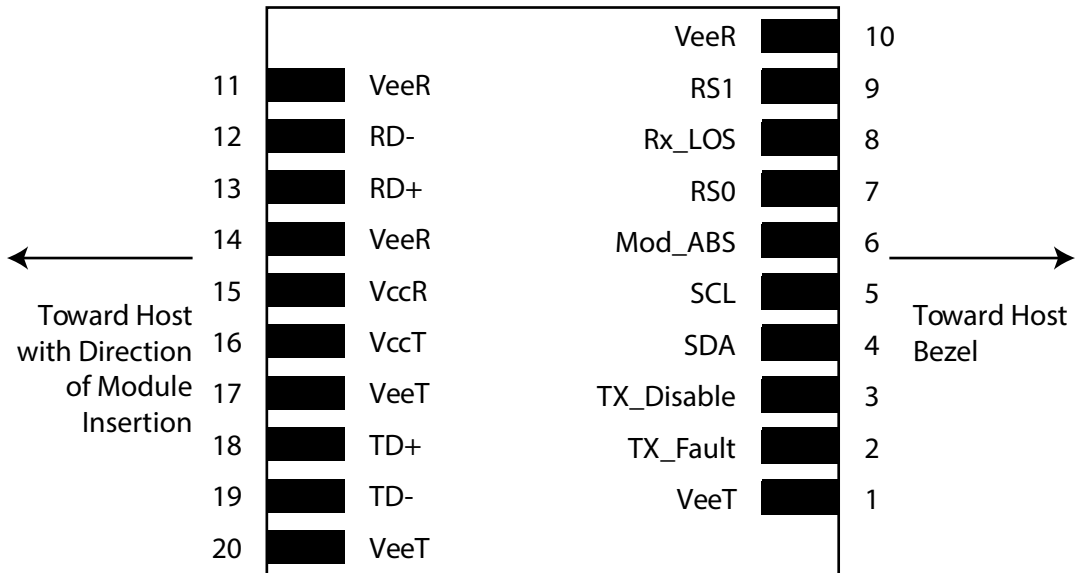 VeeR 10
11 VeeR
RS1 9
12 RD-
Rx_LOS 8
13 RD+
RS0 7
14 VeeR
Mod_ABS 6
15 VccR
SCL 5
16 VccT
SDA 4
17 VeeT
TX_Disable 3
18 TD+
TX_Fault 2
19 TD-
VeeT 1
20 VeeT
Toward Host
with Direction
of Module
Insertion
Toward Host
Bezel